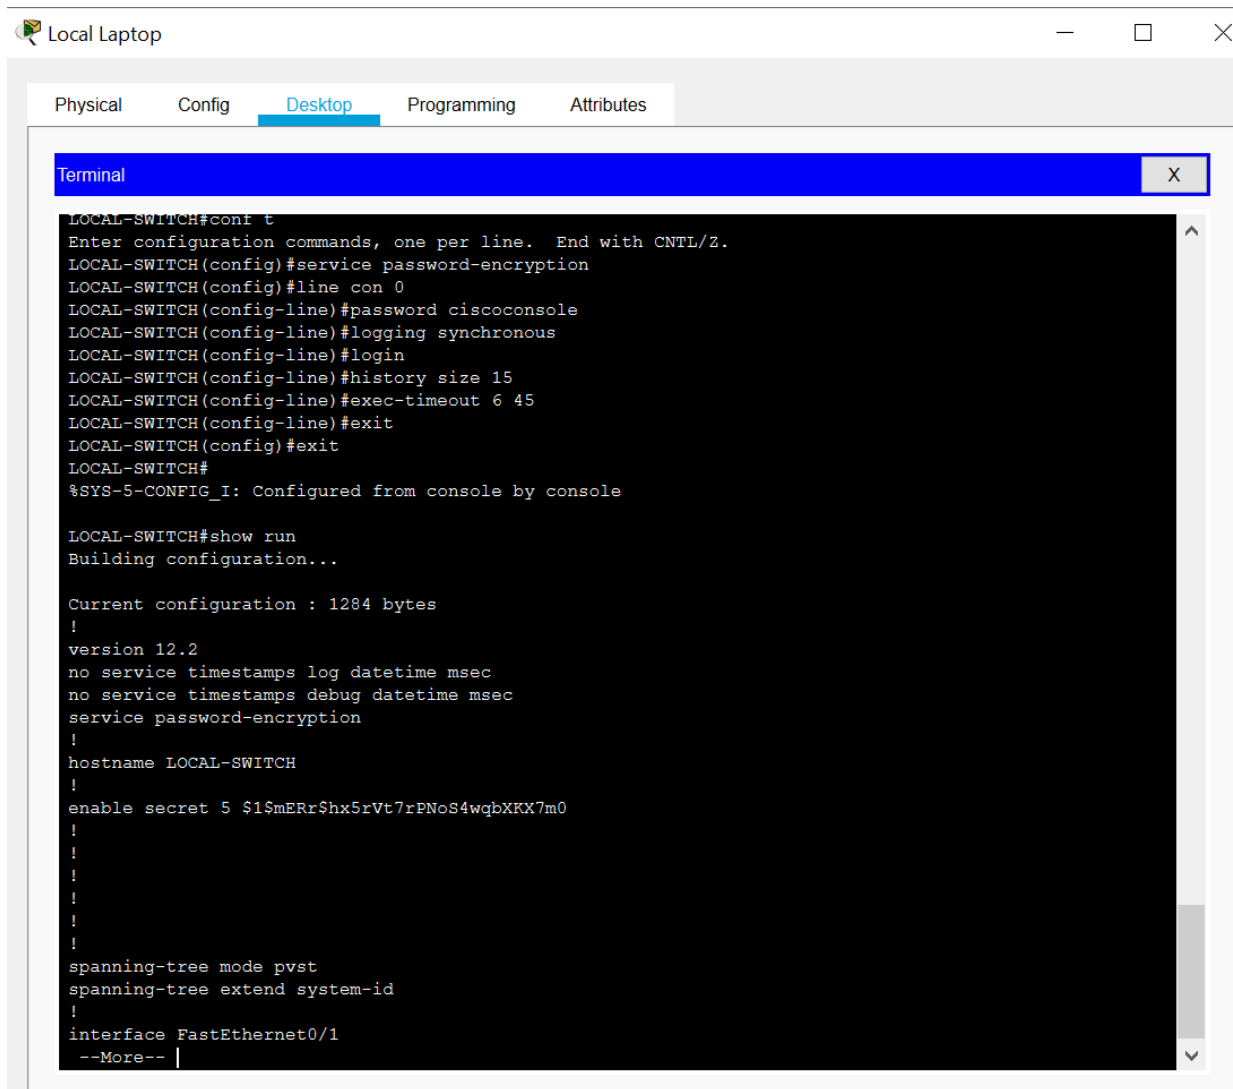 Local Laptop
Physical Config Desktop Programming Attributes
Terminal X
LOCAL-SWITCH#conf t
Enter configuration commands, one per line.  End with CNTL/Z.
LOCAL-SWITCH(config)#service password-encryption
LOCAL-SWITCH(config)#line con 0
LOCAL-SWITCH(config-line)#password ciscoconsole
LOCAL-SWITCH(config-line)#logging synchronous
LOCAL-SWITCH(config-line)#login
LOCAL-SWITCH(config-line)#history size 15
LOCAL-SWITCH(config-line)#exec-timeout 6 45
LOCAL-SWITCH(config-line)#exit
LOCAL-SWITCH(config)#exit
LOCAL-SWITCH#
%SYS-5-CONFIG_I: Configured from console by console
LOCAL-SWITCH#show run
Building configuration...
Current configuration : 1284 bytes
!
version 12.2
no service timestamps log datetime msec
no service timestamps debug datetime msec
service password-encryption
!
hostname LOCAL-SWITCH
!
enable secret 5 $1$mERr$hx5rVt7rPNoS4wqbXKX7m0
!
!
!
!
!
!
spanning-tree mode pvst
spanning-tree extend system-id
!
interface FastEthernet0/1
 --More--